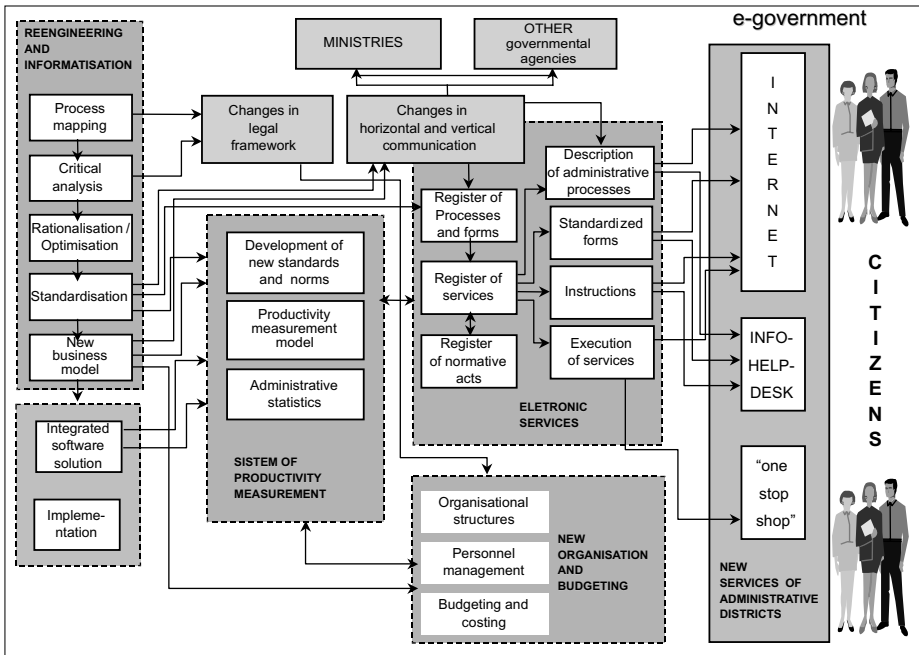 e-government
REENGINEERING
AND
INFORMATISATION
Process
mapping
Critical
analysis
Rationalisation /
Optimisation
Standardisation
New
business
model
Integrated
software
solution
Impleme-
ntation
MINISTRIES
OTHER
governmental
agencies
Changes in
legal
framework
Changes in
horizontal and vertical
communication
Development of
new standards
and norms
Productivity
measurement
model
Administrative
statistics
SISTEM OF
PRODUCTIVITY
MEASUREMENT
Register of
Processes
and forms
Register of
services
Register
of normative
acts
Description
of administrative
processes
Standardized
forms
Instructions
Execution
of services
ELETRONIC
SERVICES
Organisational
structures
Personnel
management
Budgeting and
costing
NEW
ORGANISATION
AND
BUDGETING
I
N
T
E
R
N
E
T
INFO-
HELP-
DESK
“one
stop
shop”
NEW
SERVICES OF
ADMINISTRATIVE
DISTRICTS
C
I
T
I
Z
E
N
S